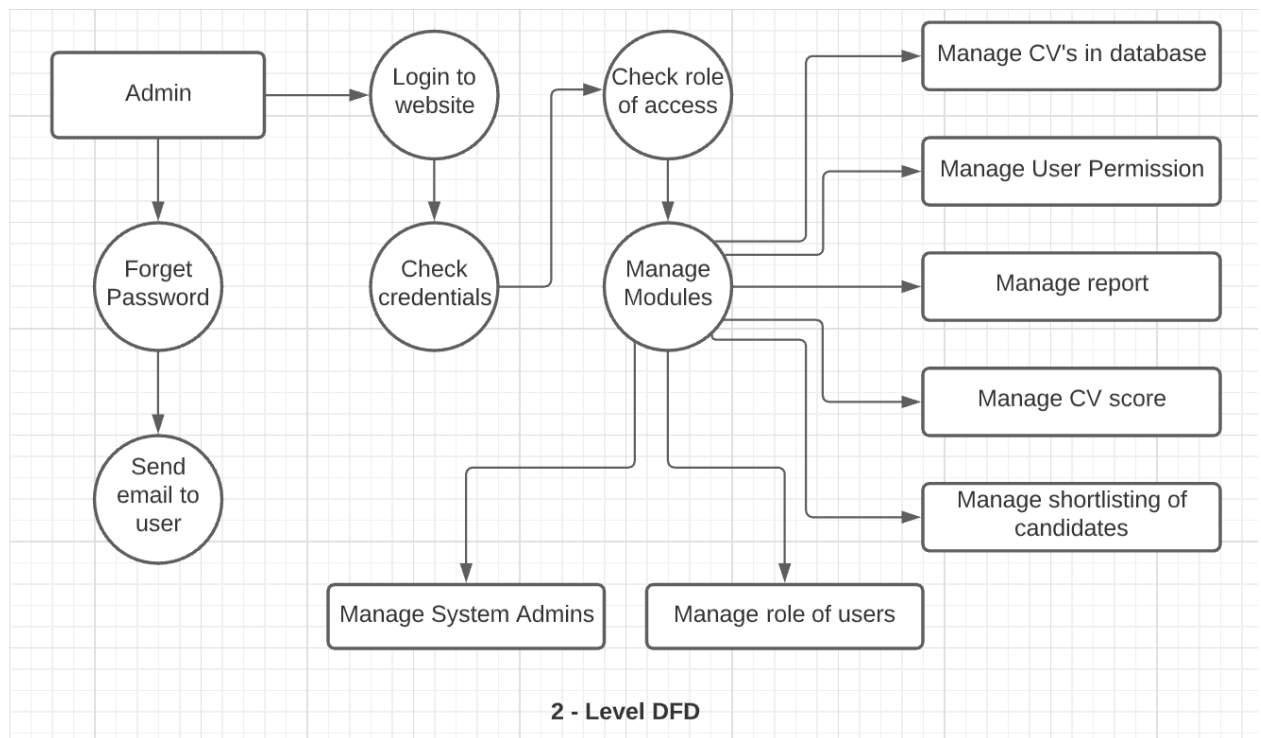 Admin
Login to
website
Check role
of access
Manage CV's in database
Manage User Permission
Forget
Password
Check
credentials
Manage
Modules
Manage report
Manage CV score
Send
email to
user
Manage shortlisting of
candidates
Manage System Admins
Manage role of users
2 - Level DFD